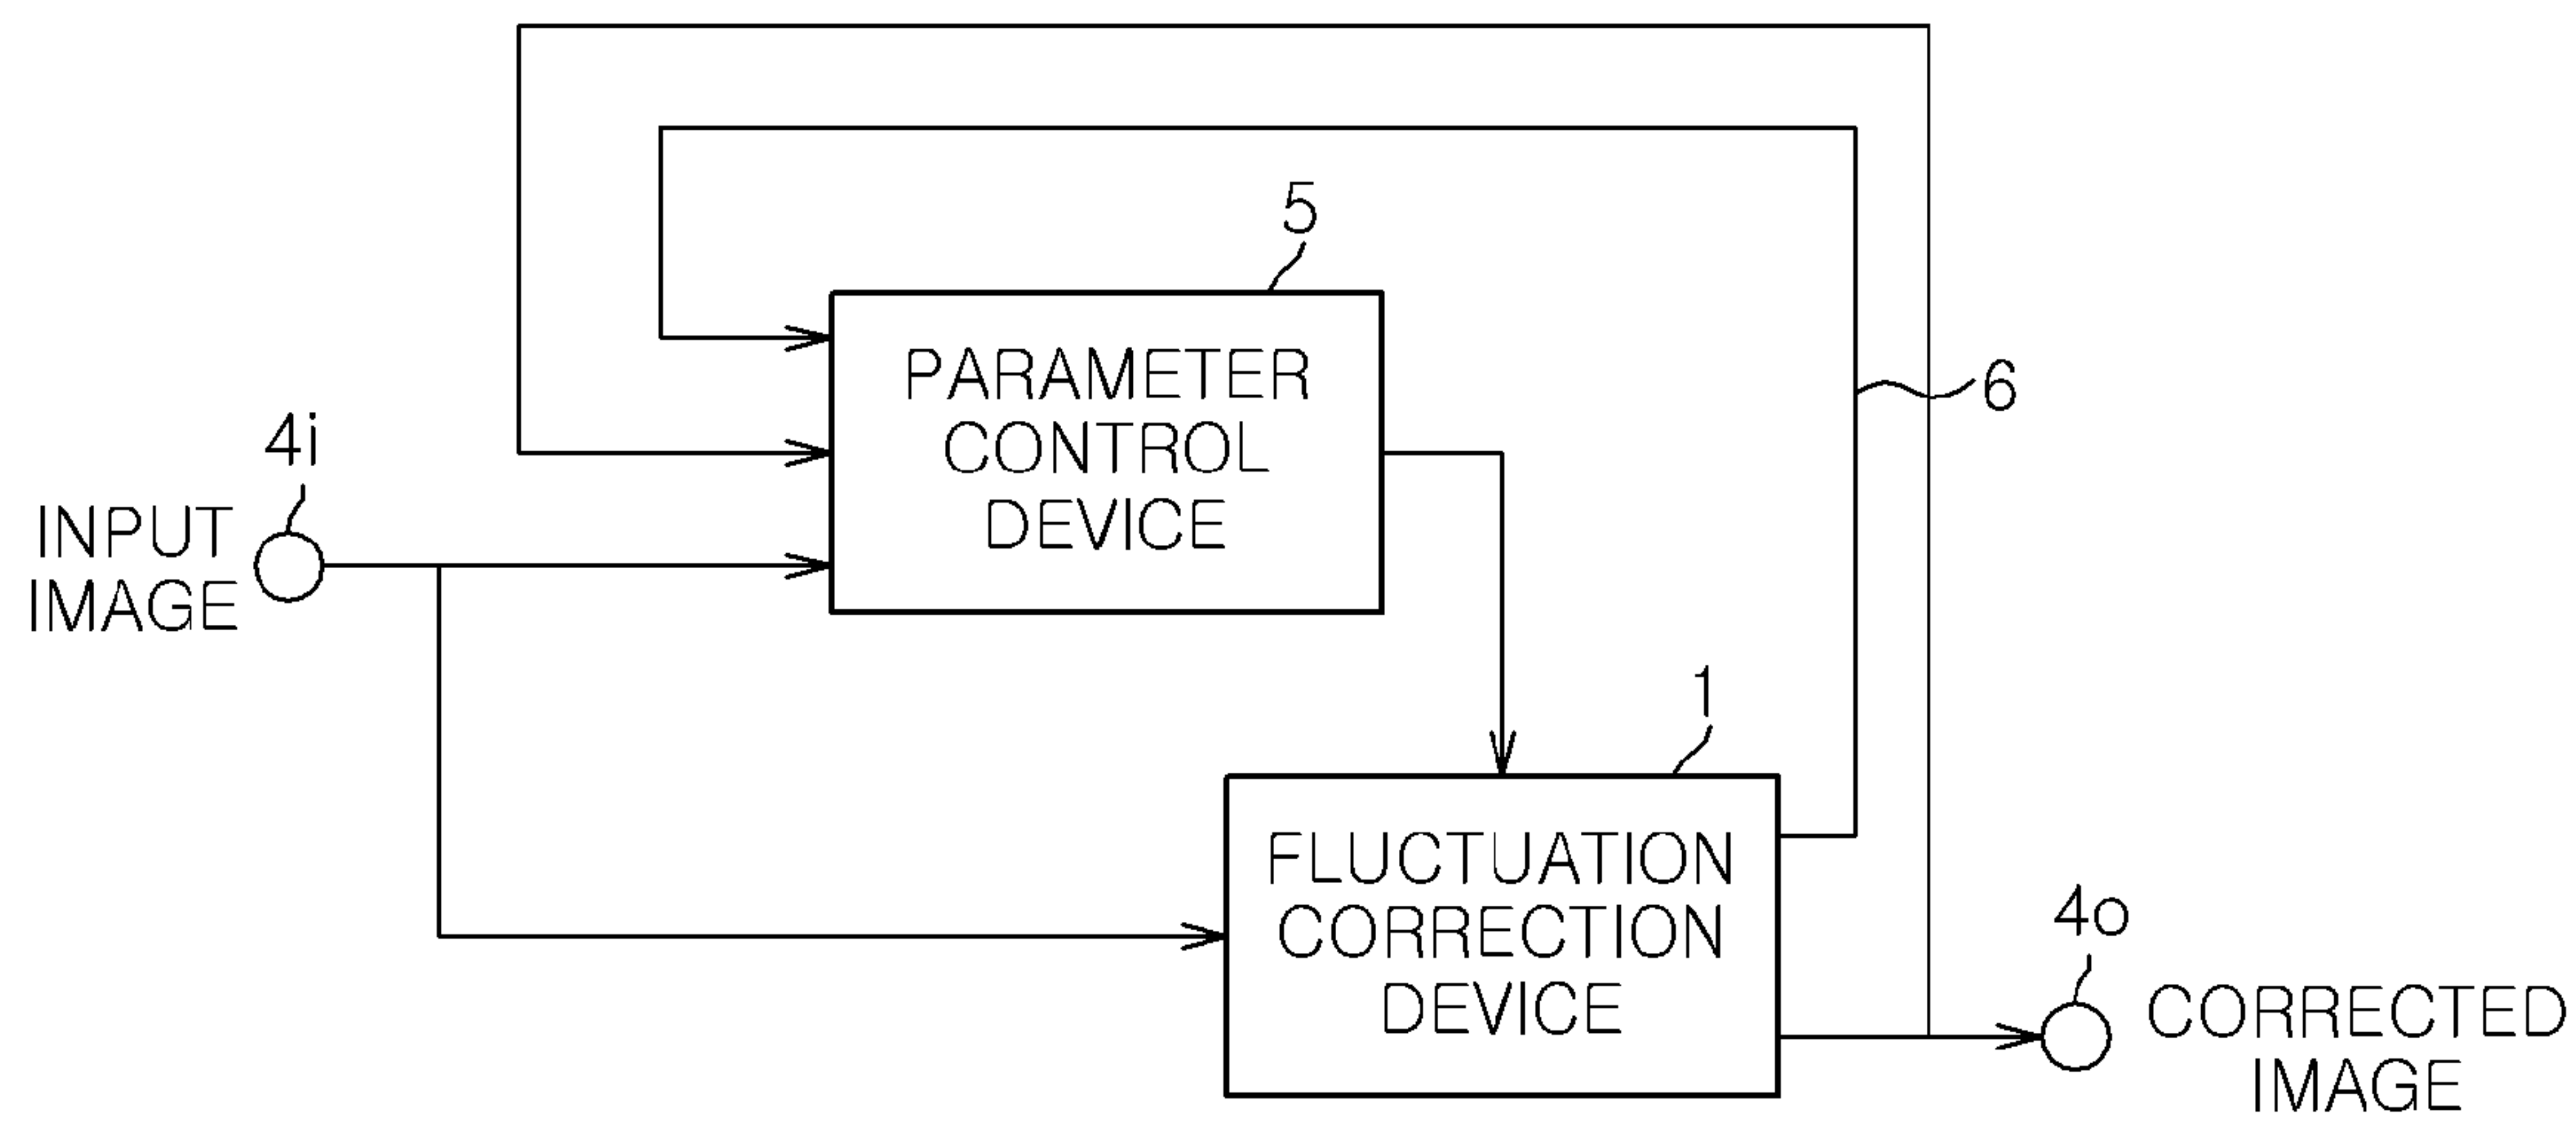 5
PARAMETER
CONTROL
DEVICE
6
4i
INPUT
IMAGE
1
FLUCTUATION
CORRECTION
DEVICE
4o
CORRECTED
IMAGE